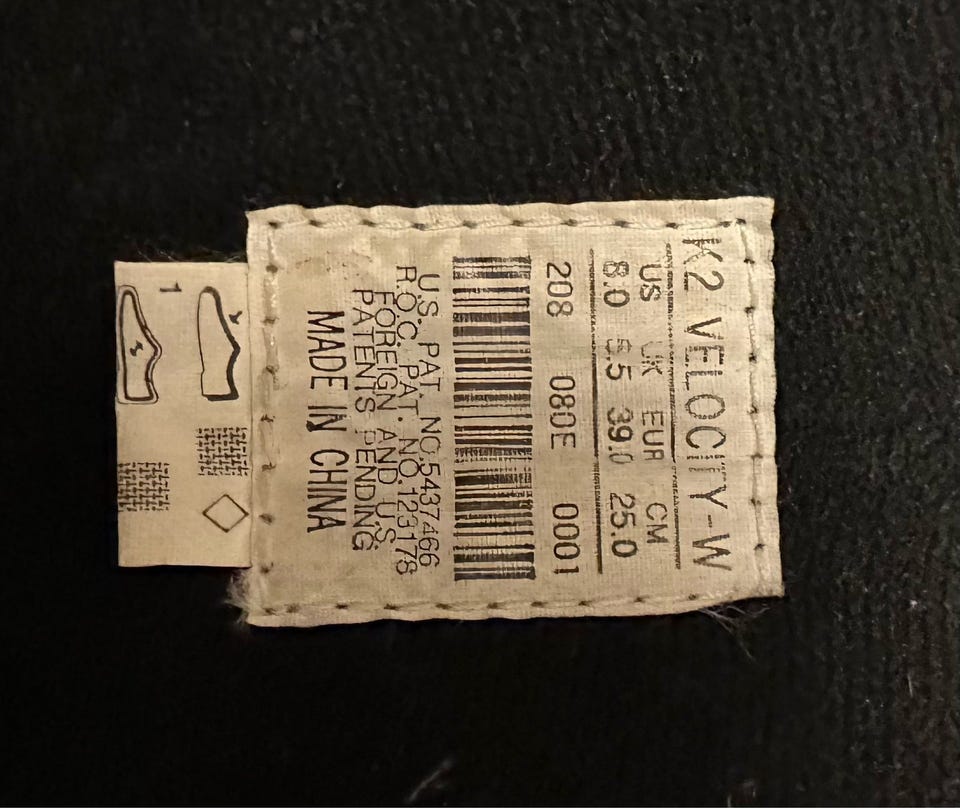 K2 VELOCITY-W
US UK EUR CM
8.0 6.5 39.0 25.0
208 080E 0001
U.S. PAT. NO.5437466
R.O.C. PAT. NO.123178
FOREIGN AND U.S.
PATENTS PENDING
MADE IN CHINA
1